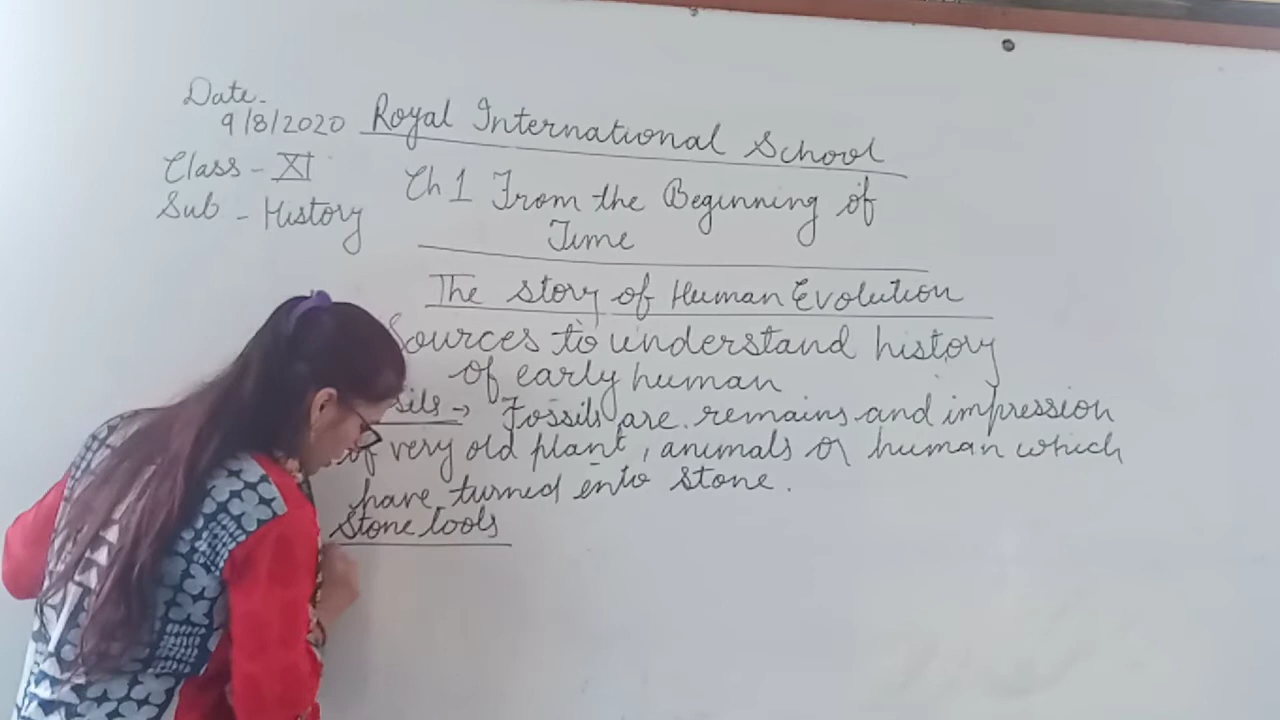 Date-
9/8/2020 Royal International School
Class - XI
Ch 1 From the Beginning of
Sub - History
Time
The story of Human Evolution
Sources to understand history
of early human
sils → Fossils are remains and impression
of very old plant, animals or human which
have turned into stone.
Stone tools